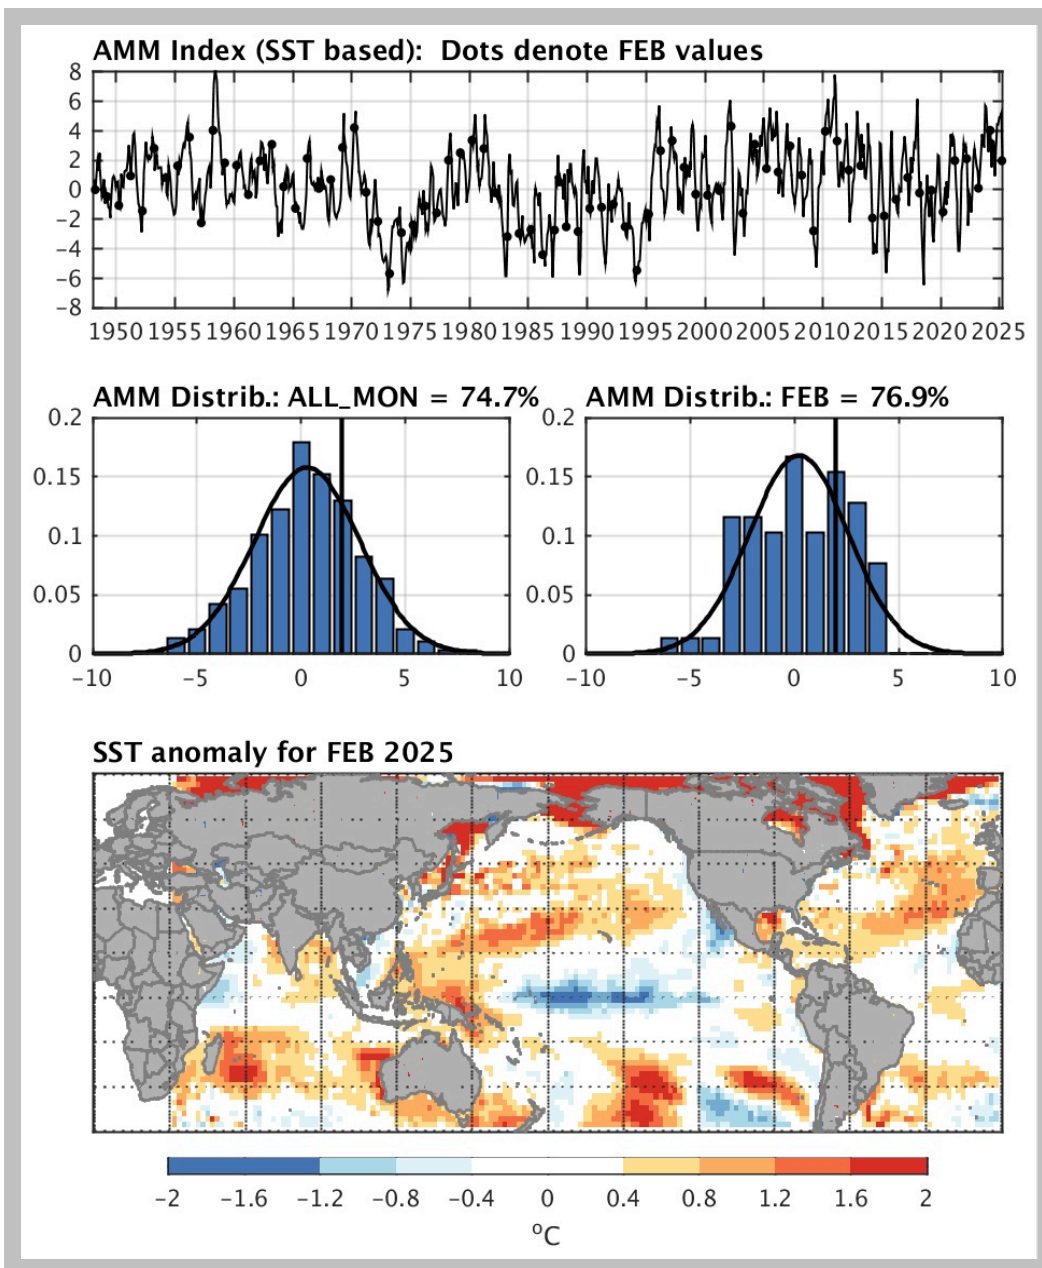 AMM Index (SST based):  Dots denote FEB values
8
6
4
2
0
−2
−4
−6
−8
1950 1955 1960 1965 1970 1975 1980 1985 1990 1995 2000 2005 2010 2015 2020 2025
AMM Distrib.: ALL_MON = 74.7%
0.2
0.15
0.1
0.05
0
−10 −5 0 5 10
AMM Distrib.: FEB = 76.9%
0.2
0.15
0.1
0.05
0
−10 −5 0 5 10
SST anomaly for FEB 2025
-2 −1.6 −1.2 −0.8 −0.4 0 0.4 0.8 1.2 1.6 2
°C